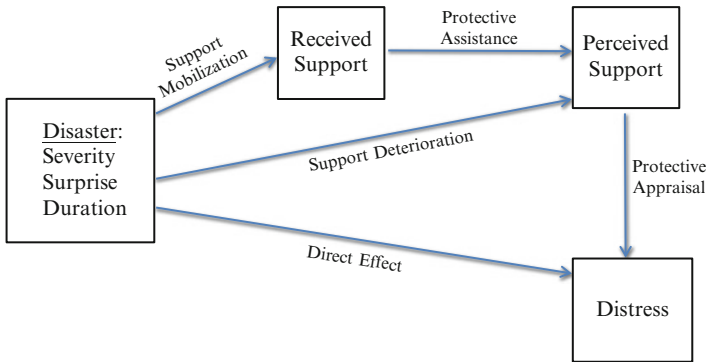 Support
Mobilization
Received
Support
Protective
Assistance
Perceived
Support
Disaster:
Severity
Surprise
Duration
Support Deterioration
Protective
Appraisal
Direct Effect
Distress